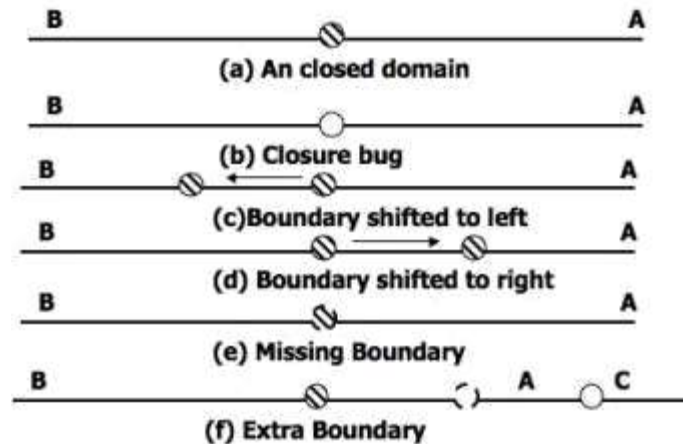 B A
(a) An closed domain
B A
(b) Closure bug
B A
(c)Boundary shifted to left
B A
(d) Boundary shifted to right
B A
(e) Missing Boundary
B A C
(f) Extra Boundary